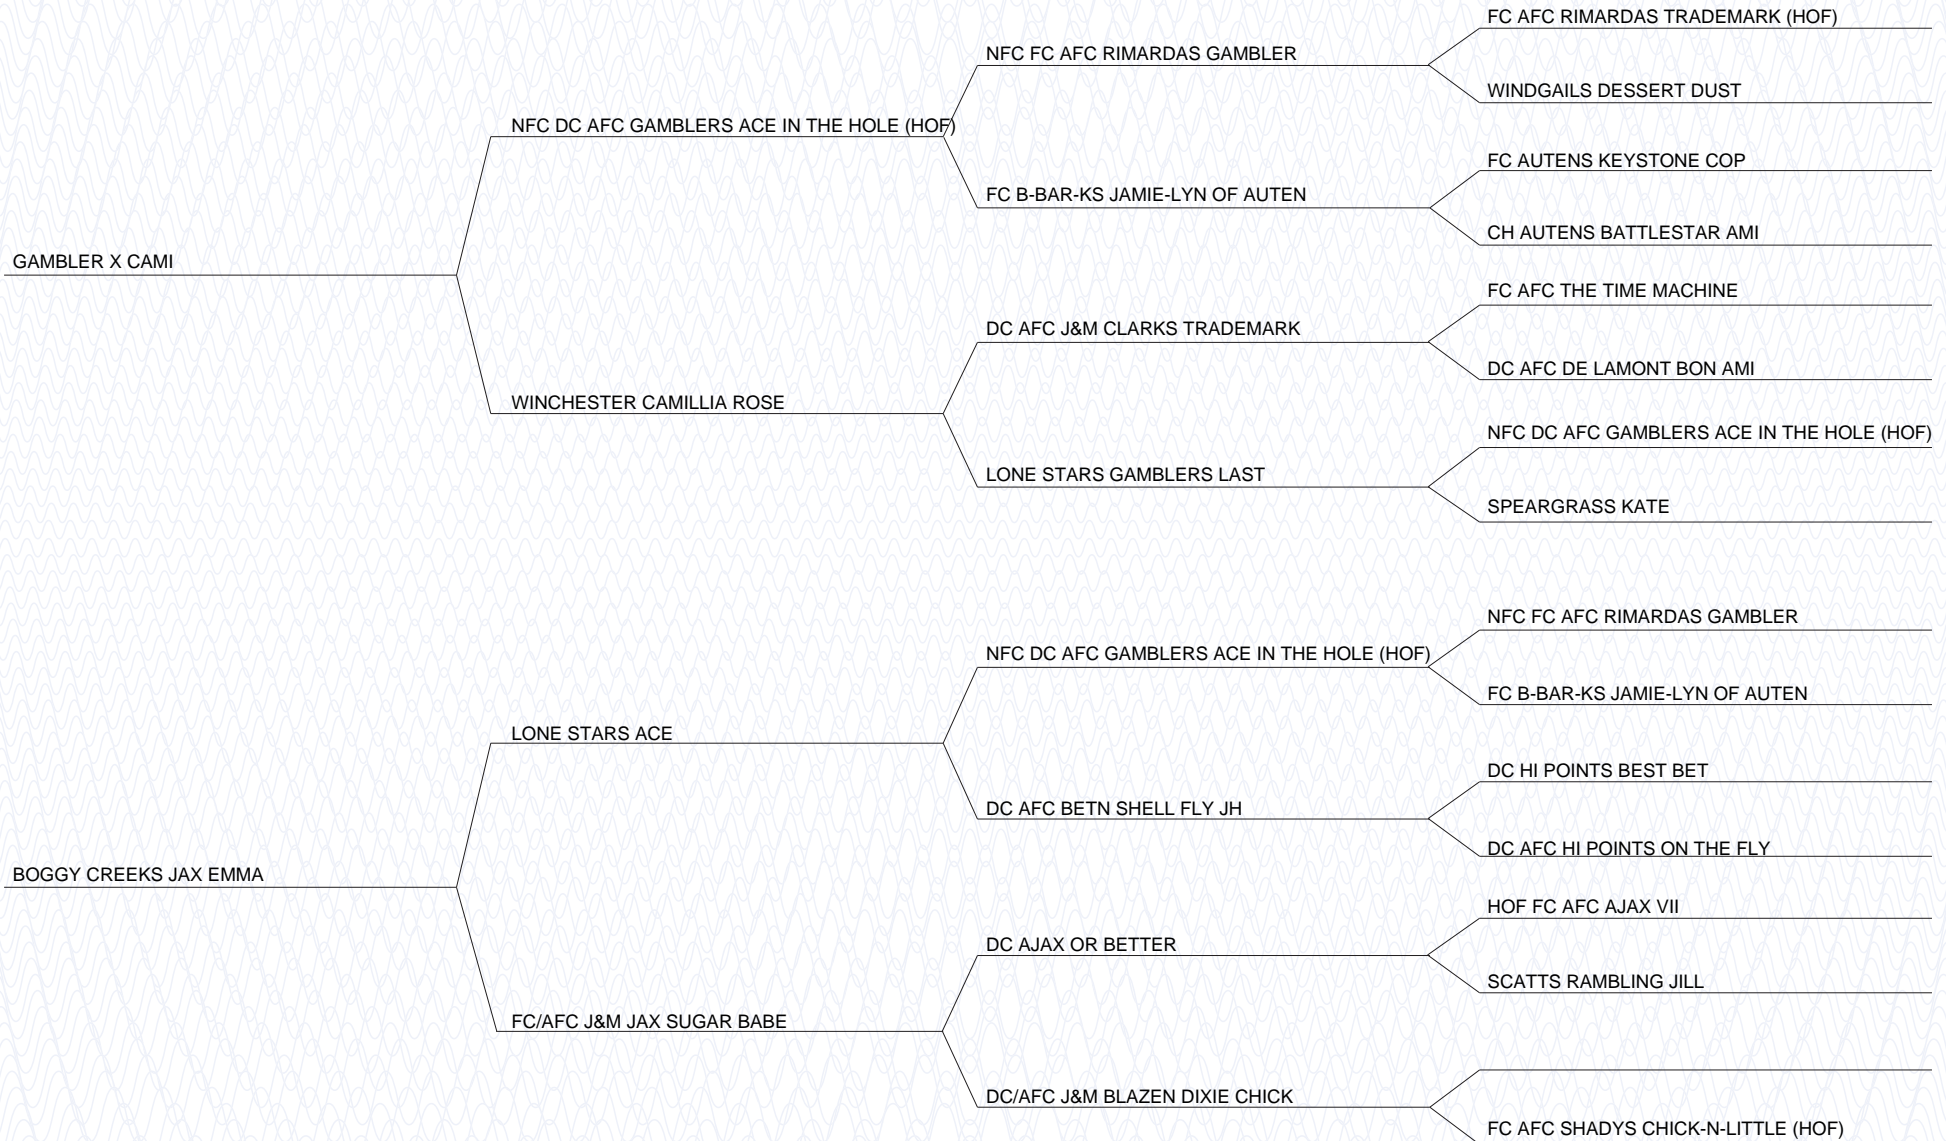 FC AFC RIMARDAS TRADEMARK (HOF)
NFC FC AFC RIMARDAS GAMBLER
WINDGAILS DESSERT DUST
NFC DC AFC GAMBLERS ACE IN THE HOLE (HOF)
FC AUTENS KEYSTONE COP
FC B-BAR-KS JAMIE-LYN OF AUTEN
CH AUTENS BATTLESTAR AMI
GAMBLER X CAMI
FC AFC THE TIME MACHINE
DC AFC J&M CLARKS TRADEMARK
DC AFC DE LAMONT BON AMI
WINCHESTER CAMILLIA ROSE
NFC DC AFC GAMBLERS ACE IN THE HOLE (HOF)
LONE STARS GAMBLERS LAST
SPEARGRASS KATE
NFC FC AFC RIMARDAS GAMBLER
NFC DC AFC GAMBLERS ACE IN THE HOLE (HOF)
FC B-BAR-KS JAMIE-LYN OF AUTEN
LONE STARS ACE
DC HI POINTS BEST BET
DC AFC BETN SHELL FLY JH
DC AFC HI POINTS ON THE FLY
BOGGY CREEKS JAX EMMA
HOF FC AFC AJAX VII
DC AJAX OR BETTER
SCATTS RAMBLING JILL
FC/AFC J&M JAX SUGAR BABE
DC/AFC J&M BLAZEN DIXIE CHICK
FC AFC SHADYS CHICK-N-LITTLE (HOF)